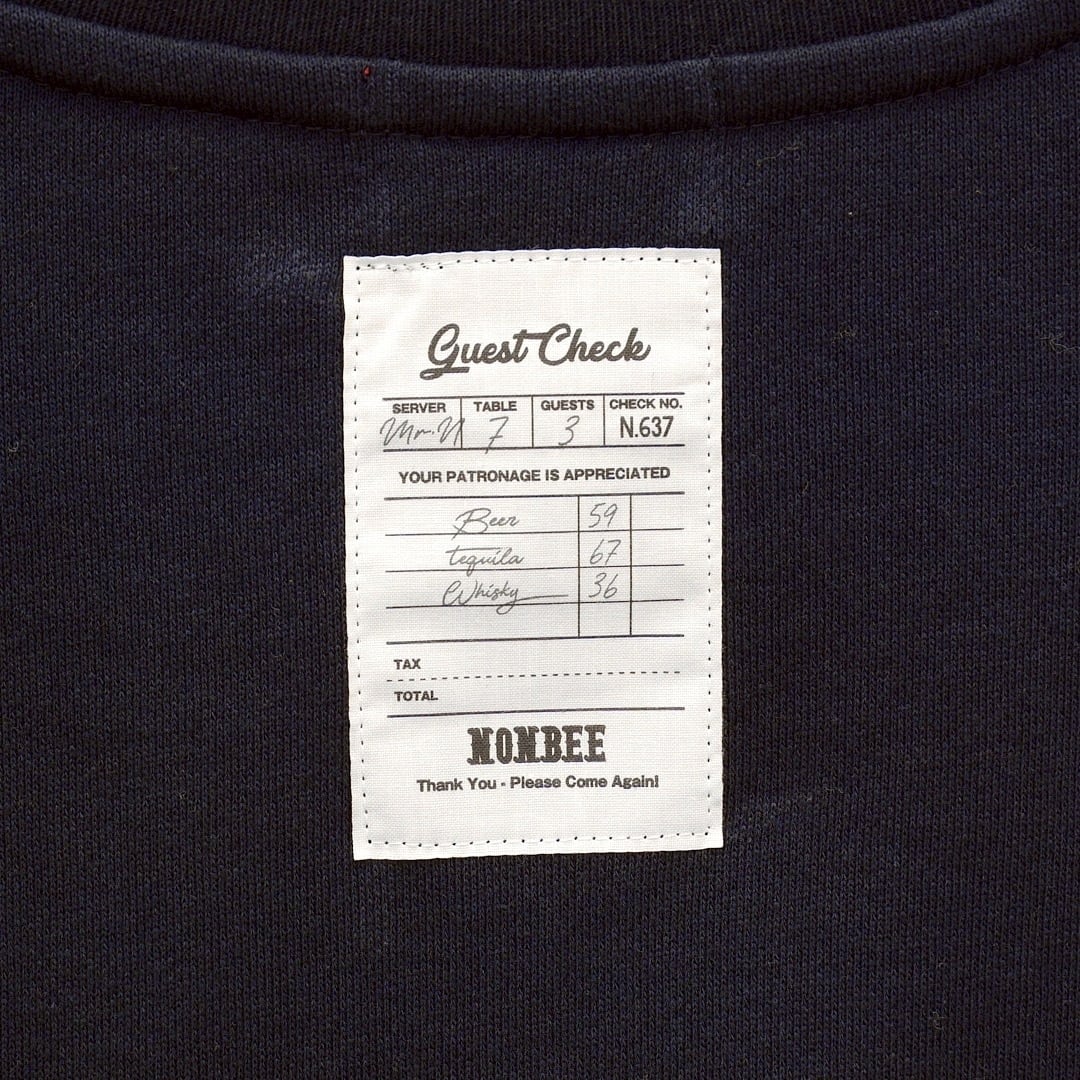 Guest Check
SERVER TABLE GUESTS CHECK NO.
Mr.N 7 3 N.637
YOUR PATRONAGE IS APPRECIATED
Beer 59
tequila 67
Whisky 36
TAX
TOTAL
NONBEE
Thank You - Please Come Again!